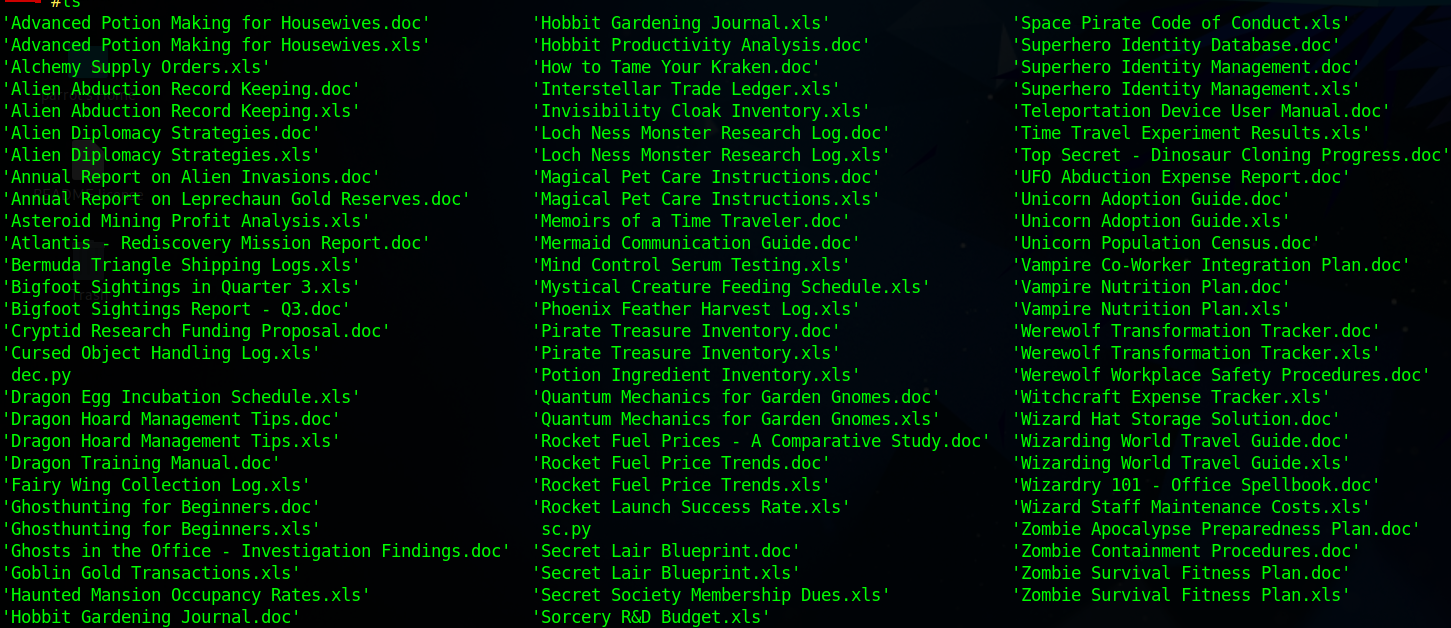 #ls
'Advanced Potion Making for Housewives.doc' 'Hobbit Gardening Journal.xls' 'Space Pirate Code of Conduct.xls'
'Advanced Potion Making for Housewives.xls' 'Hobbit Productivity Analysis.doc' 'Superhero Identity Database.doc'
'Alchemy Supply Orders.xls' 'How to Tame Your Kraken.doc' 'Superhero Identity Management.doc'
'Alien Abduction Record Keeping.doc' 'Interstellar Trade Ledger.xls' 'Superhero Identity Management.xls'
'Alien Abduction Record Keeping.xls' 'Invisibility Cloak Inventory.xls' 'Teleportation Device User Manual.doc'
'Alien Diplomacy Strategies.doc' 'Loch Ness Monster Research Log.doc' 'Time Travel Experiment Results.xls'
'Alien Diplomacy Strategies.xls' 'Loch Ness Monster Research Log.xls' 'Top Secret - Dinosaur Cloning Progress.doc'
'Annual Report on Alien Invasions.doc' 'Magical Pet Care Instructions.doc' 'UFO Abduction Expense Report.doc'
'Annual Report on Leprechaun Gold Reserves.doc' 'Magical Pet Care Instructions.xls' 'Unicorn Adoption Guide.doc'
'Asteroid Mining Profit Analysis.xls' 'Memoirs of a Time Traveler.doc' 'Unicorn Adoption Guide.xls'
'Atlantis - Rediscovery Mission Report.doc' 'Mermaid Communication Guide.doc' 'Unicorn Population Census.doc'
'Bermuda Triangle Shipping Logs.xls' 'Mind Control Serum Testing.xls' 'Vampire Co-Worker Integration Plan.doc'
'Bigfoot Sightings in Quarter 3.xls' 'Mystical Creature Feeding Schedule.xls' 'Vampire Nutrition Plan.doc'
'Bigfoot Sightings Report - Q3.doc' 'Phoenix Feather Harvest Log.xls' 'Vampire Nutrition Plan.xls'
'Cryptid Research Funding Proposal.doc' 'Pirate Treasure Inventory.doc' 'Werewolf Transformation Tracker.doc'
'Cursed Object Handling Log.xls' 'Pirate Treasure Inventory.xls' 'Werewolf Transformation Tracker.xls'
dec.py 'Potion Ingredient Inventory.xls' 'Werewolf Workplace Safety Procedures.doc'
'Dragon Egg Incubation Schedule.xls' 'Quantum Mechanics for Garden Gnomes.doc' 'Witchcraft Expense Tracker.xls'
'Dragon Hoard Management Tips.doc' 'Quantum Mechanics for Garden Gnomes.xls' 'Wizard Hat Storage Solution.doc'
'Dragon Hoard Management Tips.xls' 'Rocket Fuel Prices - A Comparative Study.doc' 'Wizarding World Travel Guide.doc'
'Dragon Training Manual.doc' 'Rocket Fuel Price Trends.doc' 'Wizarding World Travel Guide.xls'
'Fairy Wing Collection Log.xls' 'Rocket Fuel Price Trends.xls' 'Wizardry 101 - Office Spellbook.doc'
'Ghosthunting for Beginners.doc' 'Rocket Launch Success Rate.xls' 'Wizard Staff Maintenance Costs.xls'
'Ghosthunting for Beginners.xls' sc.py 'Zombie Apocalypse Preparedness Plan.doc'
'Ghosts in the Office - Investigation Findings.doc' 'Secret Lair Blueprint.doc' 'Zombie Containment Procedures.doc'
'Goblin Gold Transactions.xls' 'Secret Lair Blueprint.xls' 'Zombie Survival Fitness Plan.doc'
'Haunted Mansion Occupancy Rates.xls' 'Secret Society Membership Dues.xls' 'Zombie Survival Fitness Plan.xls'
'Hobbit Gardening Journal.doc' 'Sorcery R&D Budget.xls'